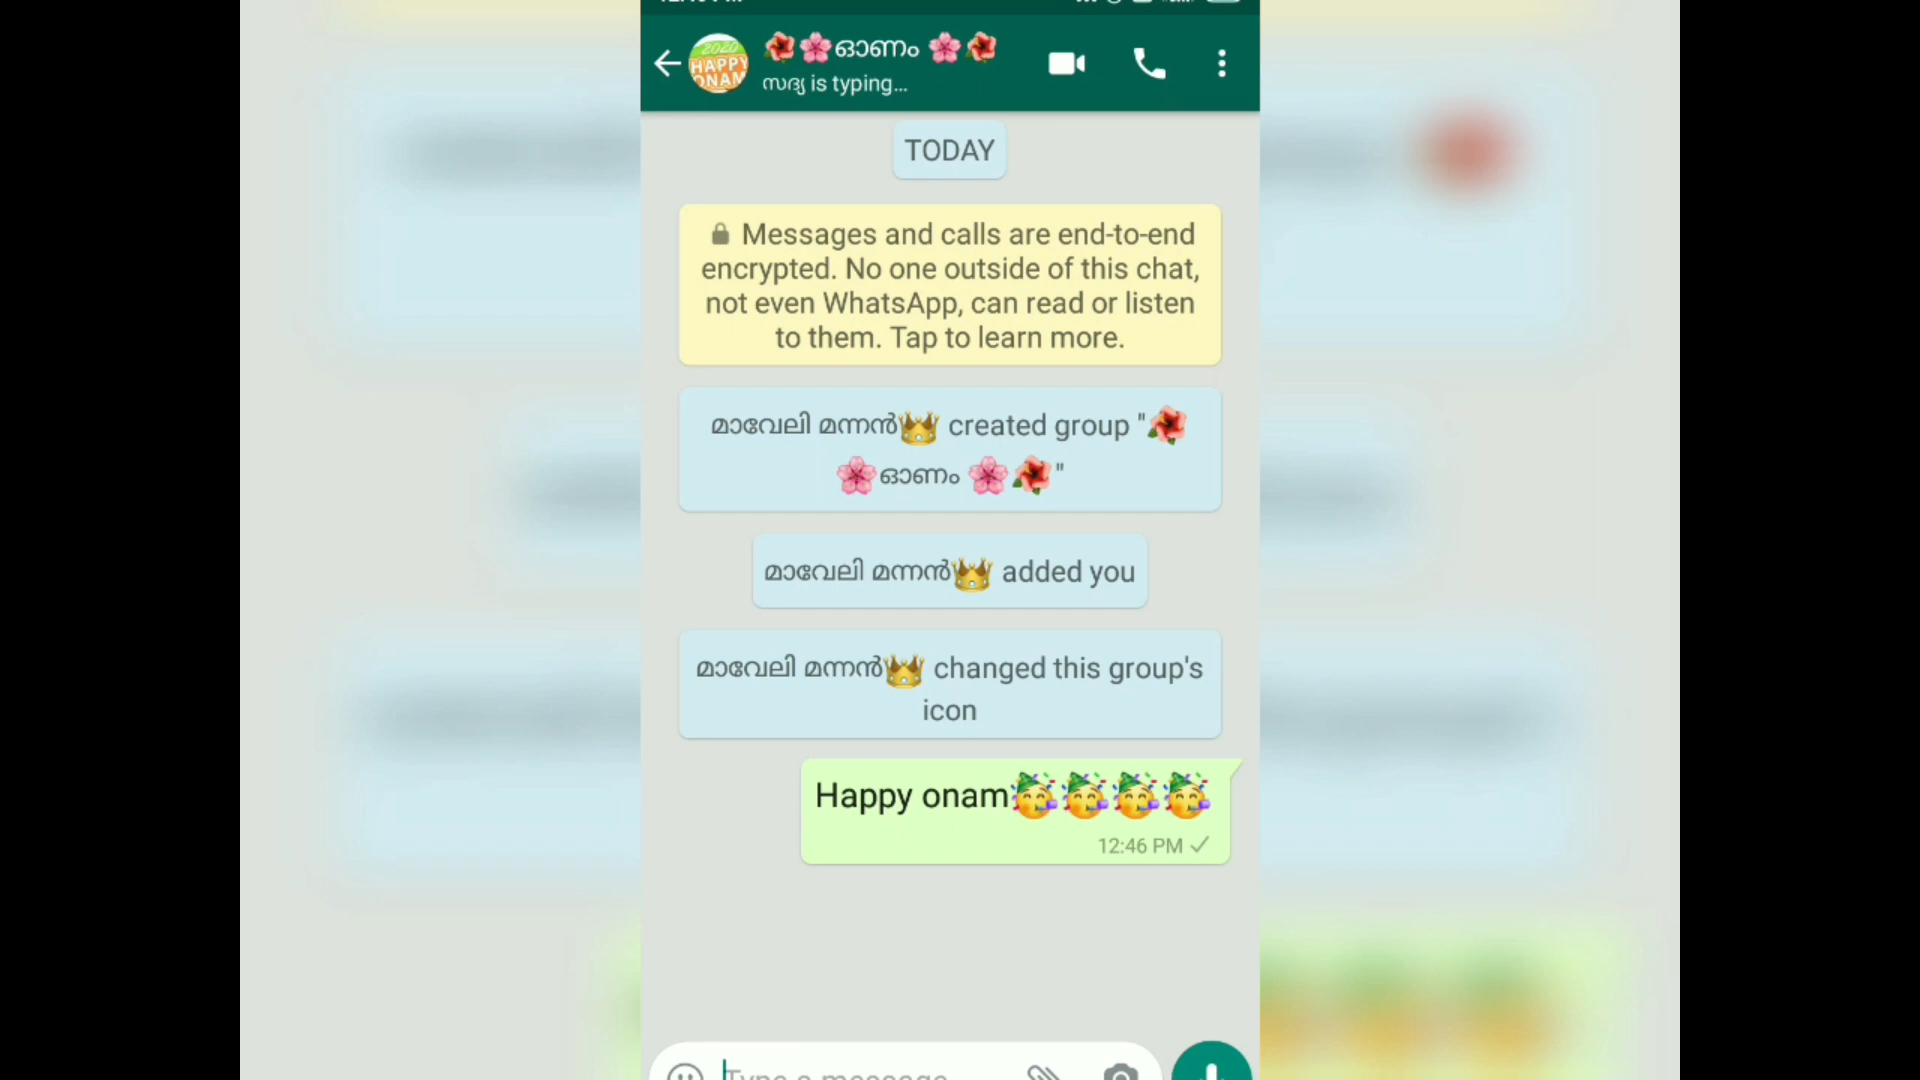 🌺🌸ഓണം 🌸🌺
2020
HAPPY
ONAM
സദ്യ is typing...
TODAY
Messages and calls are end-to-end
encrypted. No one outside of this chat,
not even WhatsApp, can read or listen
to them. Tap to learn more.
മാവേലി മന്നൻ👑 created group "🌺
🌸ഓണം 🌸🌺"
മാവേലി മന്നൻ👑 added you
മാവേലി മന്നൻ👑 changed this group's
icon
Happy onam🥳🥳🥳🥳
12:46 PM
Type a message